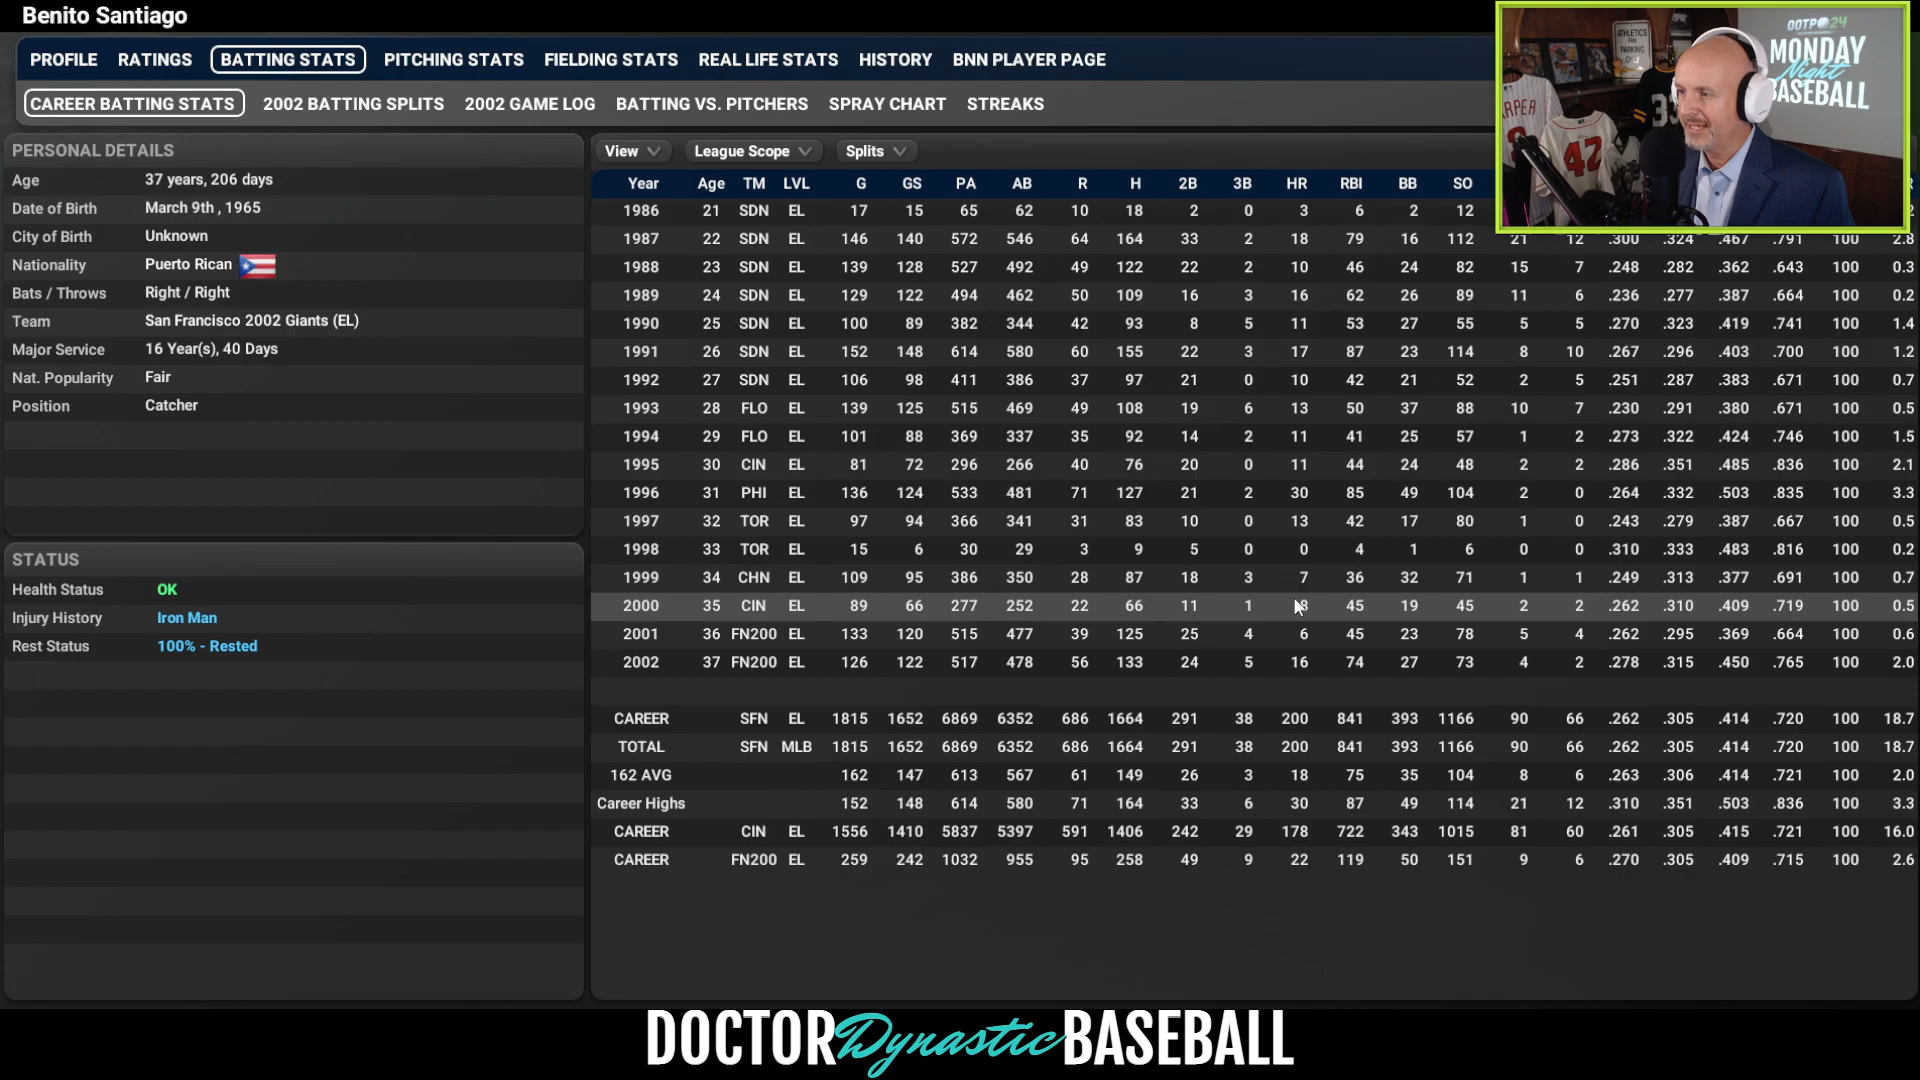 Benito Santiago
PROFILE RATINGS BATTING STATS PITCHING STATS FIELDING STATS REAL LIFE STATS HISTORY BNN PLAYER PAGE
CAREER BATTING STATS 2002 BATTING SPLITS 2002 GAME LOG BATTING VS. PITCHERS SPRAY CHART STREAKS
OOTP 24
MONDAY
Night
BASEBALL
ATHLETICS
FAN
PARKING
ONLY
42
PERSONAL DETAILS
Age 37 years, 206 days
Date of Birth March 9th , 1965
City of Birth Unknown
Nationality Puerto Rican
Bats / Throws Right / Right
Team San Francisco 2002 Giants (EL)
Major Service 16 Year(s), 40 Days
Nat. Popularity Fair
Position Catcher
STATUS
Health Status OK
Injury History Iron Man
Rest Status 100% - Rested
View League Scope Splits
Year Age TM LVL G GS PA AB R H 2B 3B HR RBI BB SO
1986 21 SDN EL 17 15 65 62 10 18 2 0 3 6 2 12
1987 22 SDN EL 146 140 572 546 64 164 33 2 18 79 16 112 21 12 .300 .324 .467 .791 100 2.8
1988 23 SDN EL 139 128 527 492 49 122 22 2 10 46 24 82 15 7 .248 .282 .362 .643 100 0.3
1989 24 SDN EL 129 122 494 462 50 109 16 3 16 62 26 89 11 6 .236 .277 .387 .664 100 0.2
1990 25 SDN EL 100 89 382 344 42 93 8 5 11 53 27 55 5 5 .270 .323 .419 .741 100 1.4
1991 26 SDN EL 152 148 614 580 60 155 22 3 17 87 23 114 8 10 .267 .296 .403 .700 100 1.2
1992 27 SDN EL 106 98 411 386 37 97 21 0 10 42 21 52 2 5 .251 .287 .383 .671 100 0.7
1993 28 FLO EL 139 125 515 469 49 108 19 6 13 50 37 88 10 7 .230 .291 .380 .671 100 0.5
1994 29 FLO EL 101 88 369 337 35 92 14 2 11 41 25 57 1 2 .273 .322 .424 .746 100 1.5
1995 30 CIN EL 81 72 296 266 40 76 20 0 11 44 24 48 2 2 .286 .351 .485 .836 100 2.1
1996 31 PHI EL 136 124 533 481 71 127 21 2 30 85 49 104 2 0 .264 .332 .503 .835 100 3.3
1997 32 TOR EL 97 94 366 341 31 83 10 0 13 42 17 80 1 0 .243 .279 .387 .667 100 0.5
1998 33 TOR EL 15 6 30 29 3 9 5 0 0 4 1 6 0 0 .310 .333 .483 .816 100 0.2
1999 34 CHN EL 109 95 386 350 28 87 18 3 7 36 32 71 1 1 .249 .313 .377 .691 100 0.7
2000 35 CIN EL 89 66 277 252 22 66 11 1 8 45 19 45 2 2 .262 .310 .409 .719 100 0.5
2001 36 FN200 EL 133 120 515 477 39 125 25 4 6 45 23 78 5 4 .262 .295 .369 .664 100 0.6
2002 37 FN200 EL 126 122 517 478 56 133 24 5 16 74 27 73 4 2 .278 .315 .450 .765 100 2.0
CAREER SFN EL 1815 1652 6869 6352 686 1664 291 38 200 841 393 1166 90 66 .262 .305 .414 .720 100 18.7
TOTAL SFN MLB 1815 1652 6869 6352 686 1664 291 38 200 841 393 1166 90 66 .262 .305 .414 .720 100 18.7
162 AVG 162 147 613 567 61 149 26 3 18 75 35 104 8 6 .263 .306 .414 .721 100 2.0
Career Highs 152 148 614 580 71 164 33 6 30 87 49 114 21 12 .310 .351 .503 .836 100 3.3
CAREER CIN EL 1556 1410 5837 5397 591 1406 242 29 178 722 343 1015 81 60 .261 .305 .415 .721 100 16.0
CAREER FN200 EL 259 242 1032 955 95 258 49 9 22 119 50 151 9 6 .270 .305 .409 .715 100 2.6
DOCTOR Dynastic BASEBALL